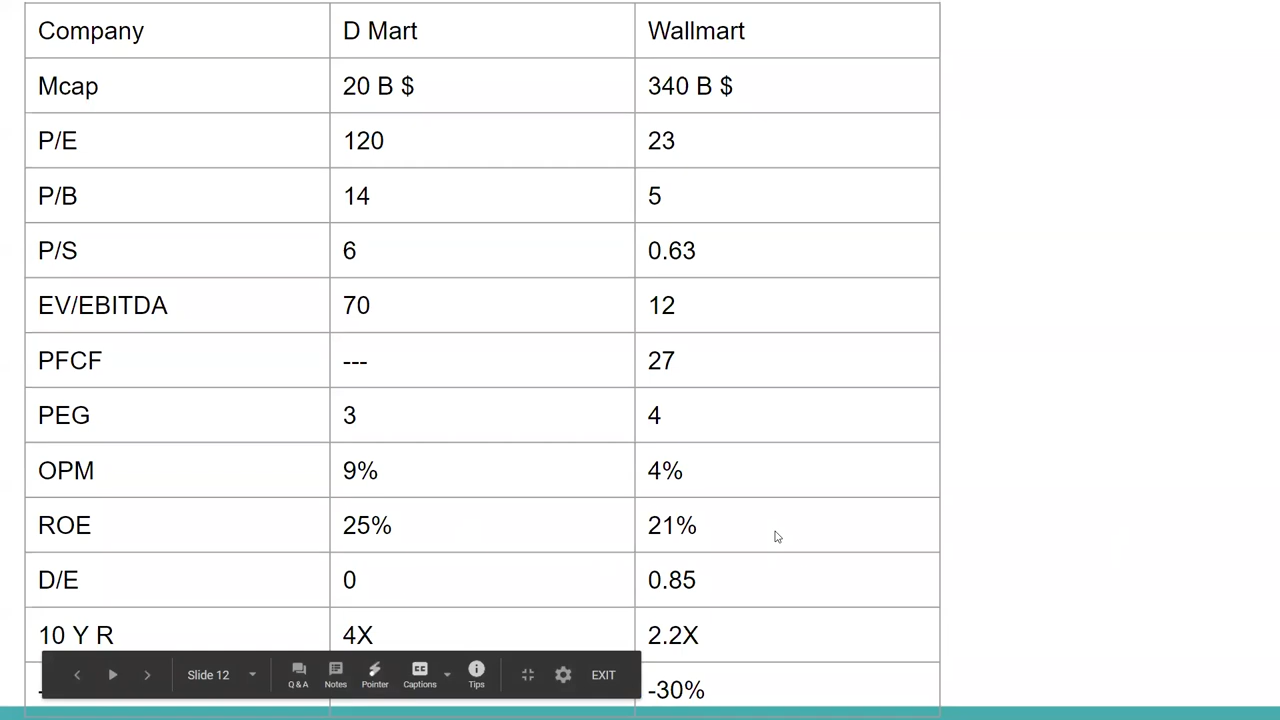 Company D Mart Wallmart
Mcap 20 B $ 340 B $
P/E 120 23
P/B 14 5
P/S 6 0.63
EV/EBITDA 70 12
PFCF --- 27
PEG 3 4
OPM 9% 4%
ROE 25% 21%
D/E 0 0.85
10 Y R 4X 2.2X
-30%
Slide 12 Q & A Notes Pointer CC Captions Tips EXIT